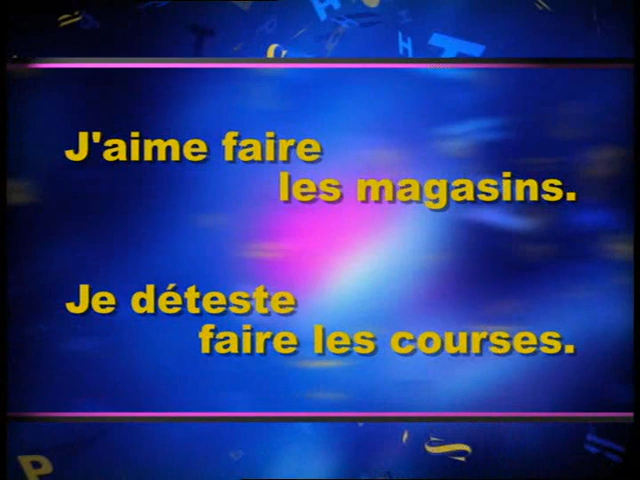 J'aime faire
les magasins.
Je déteste
faire les courses.